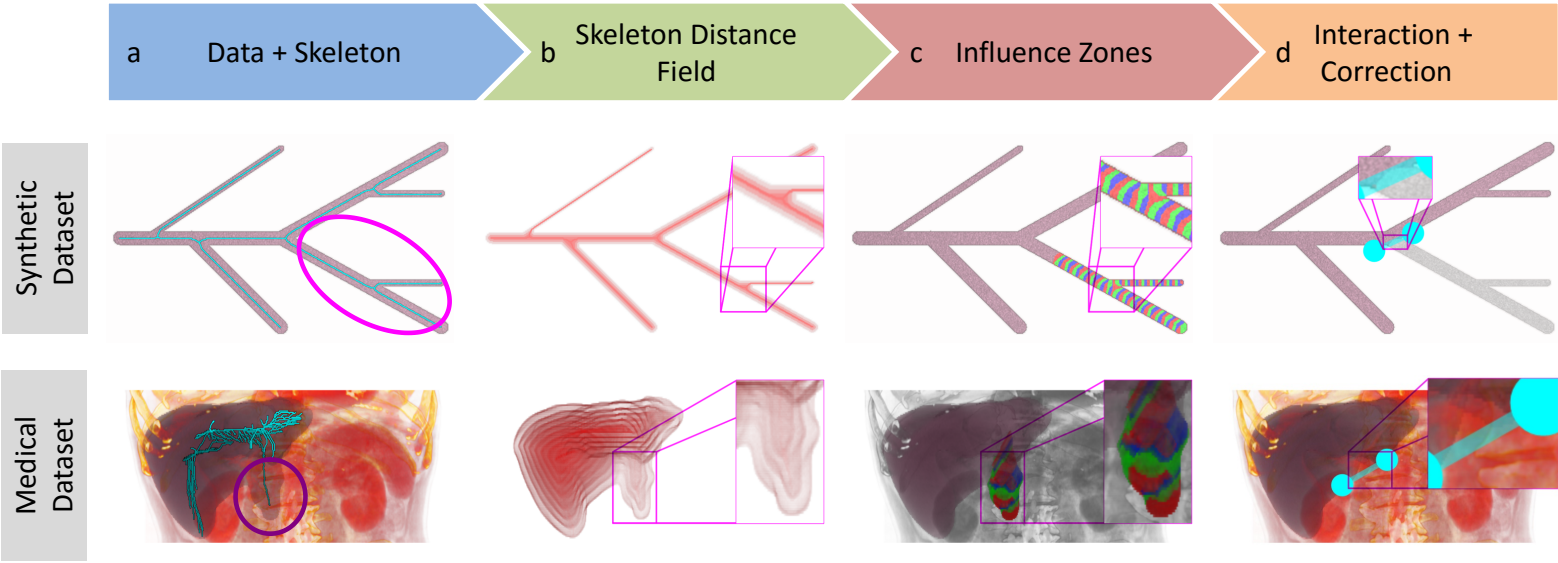 a
Data + Skeleton
b
Skeleton Distance
Field
c
Influence Zones
d
Interaction +
Correction
Synthetic
Dataset
Medical
Dataset